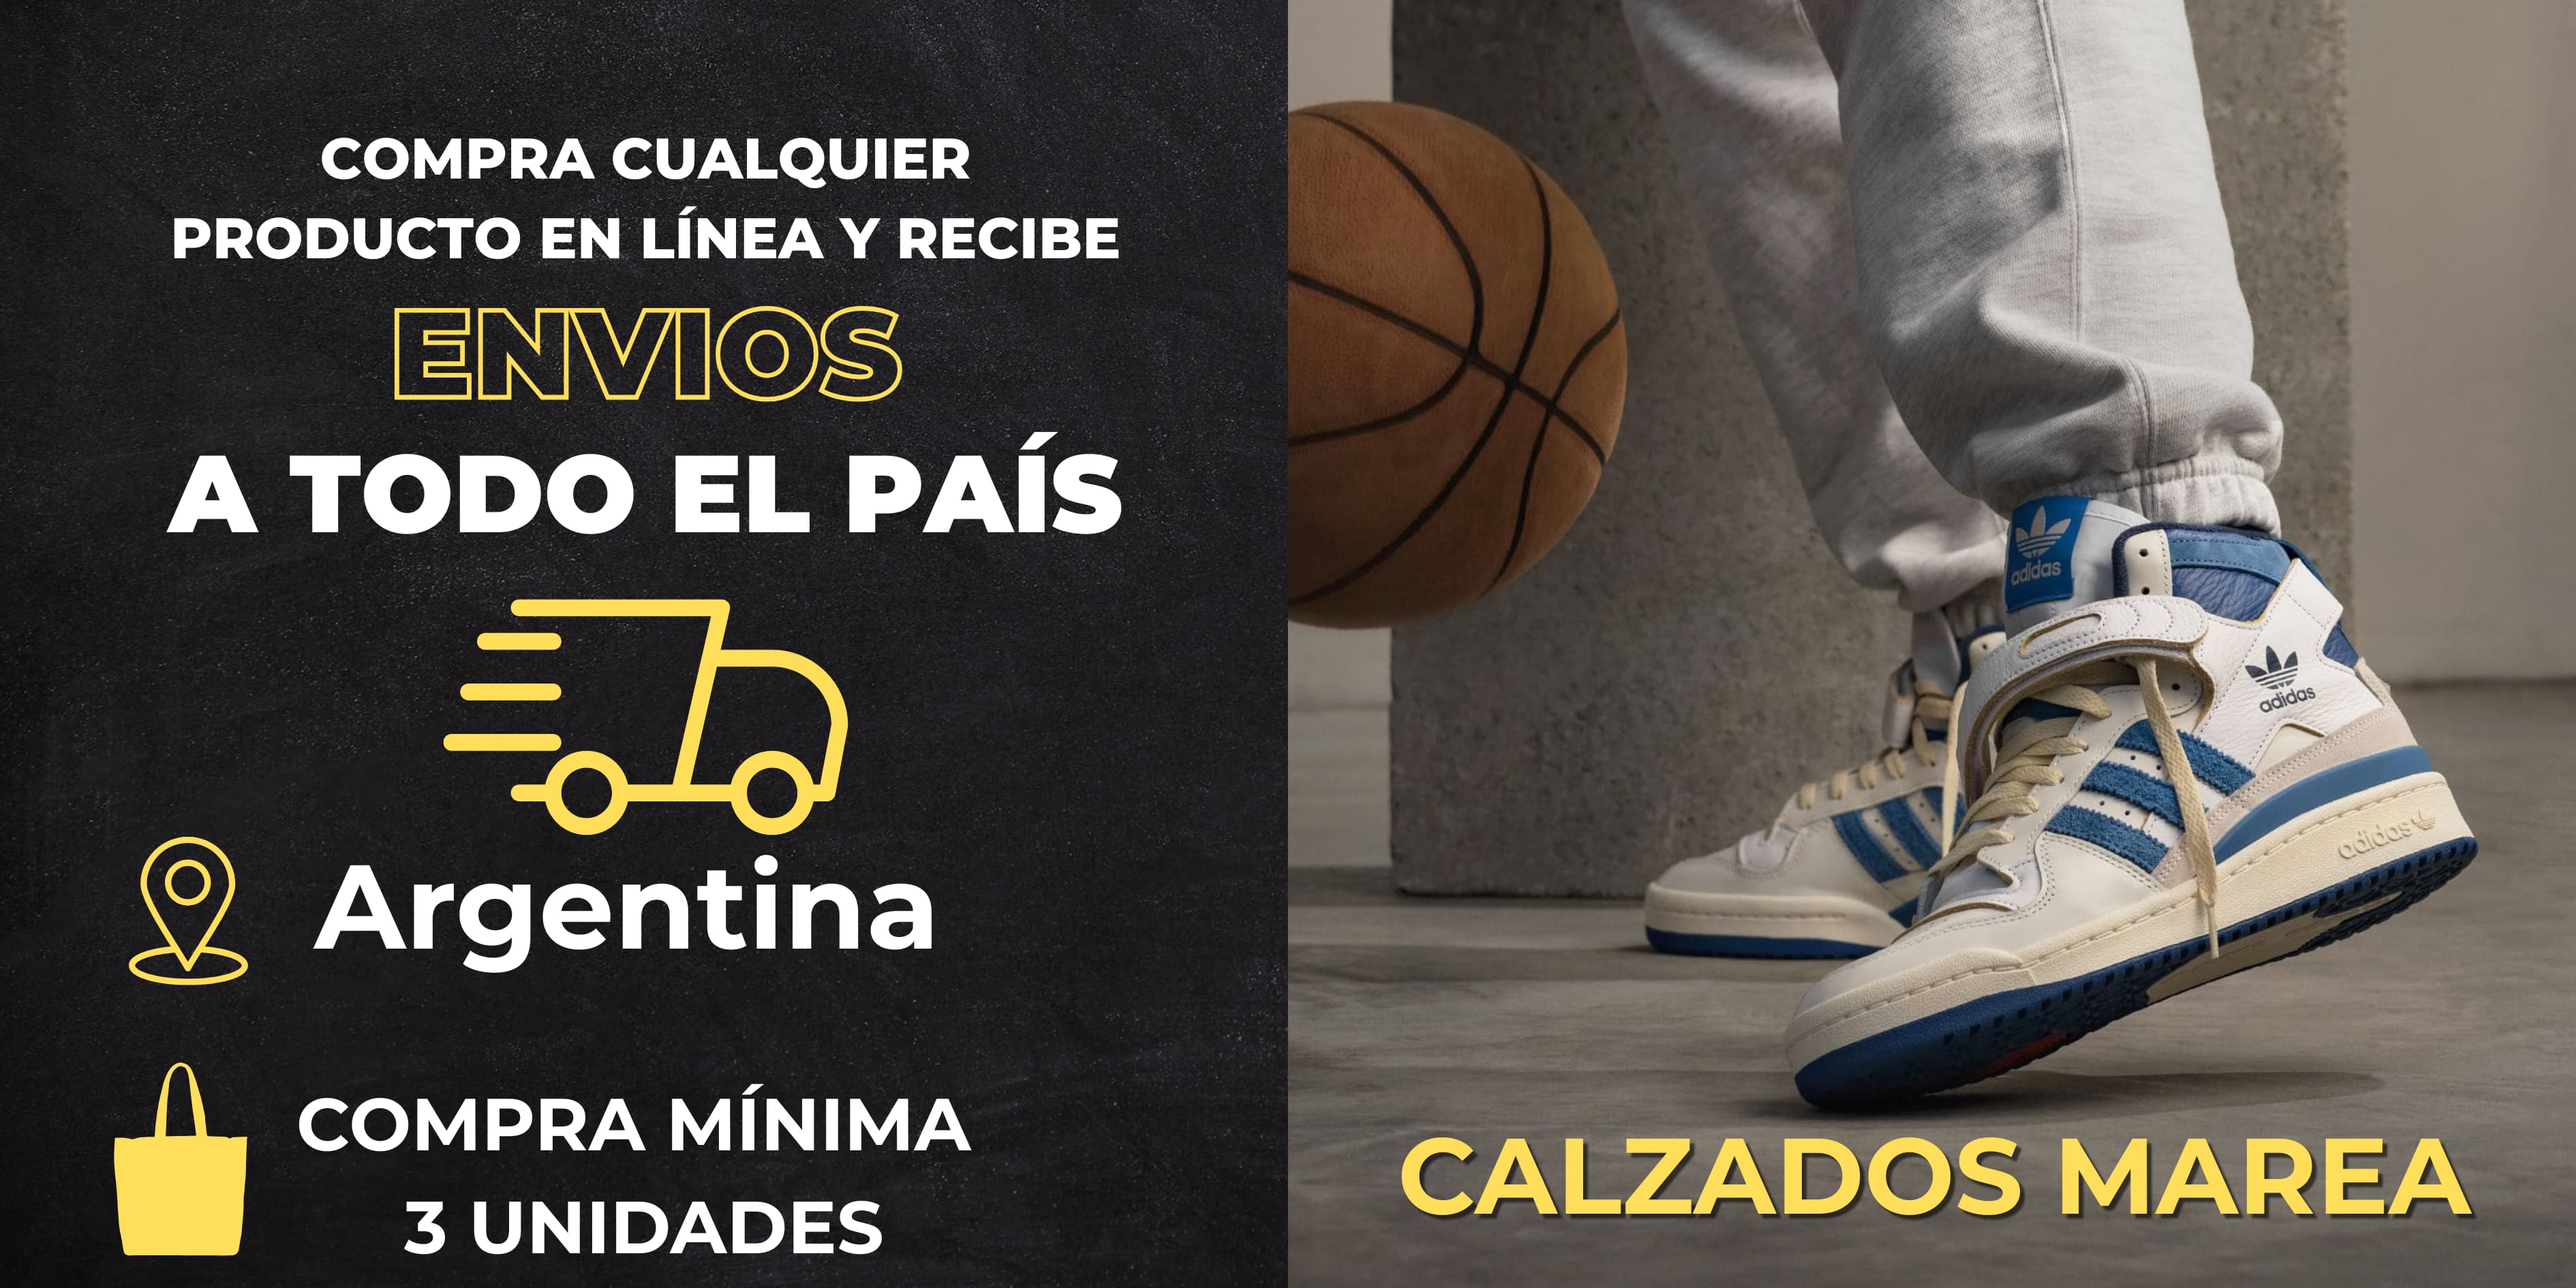 COMPRA CUALQUIER
PRODUCTO EN LÍNEA Y RECIBE
ENVIOS
A TODO EL PAÍS
Argentina
COMPRA MÍNIMA
3 UNIDADES
adidas
adidas
adidas
CALZADOS MAREA